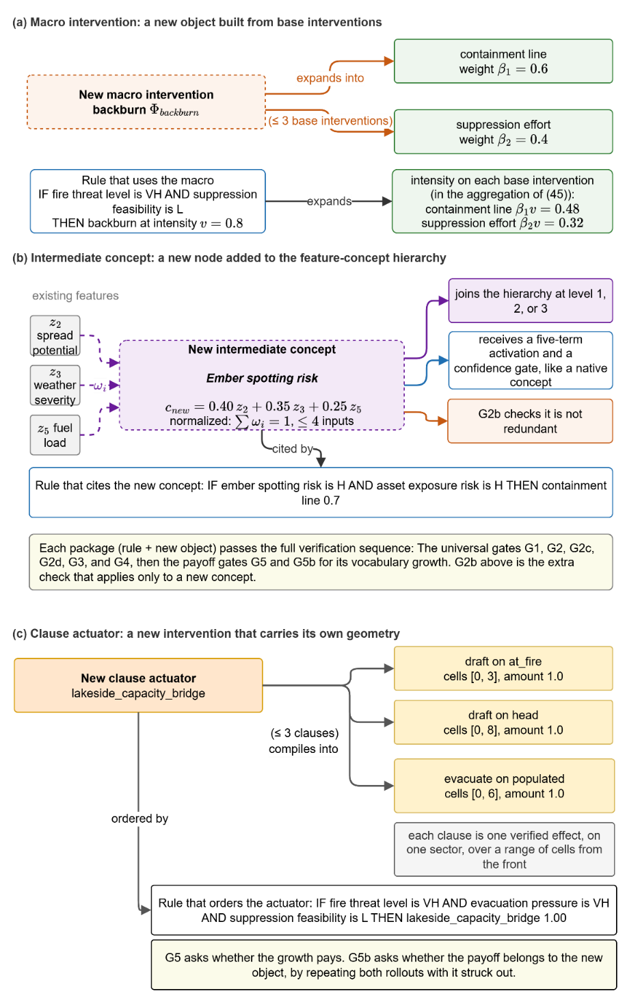 (a) Macro intervention: a new object built from base interventions
New macro intervention
backburn Φ_backburn
expands into
(≤ 3 base interventions)
containment line
weight β₁ = 0.6
suppression effort
weight β₂ = 0.4
Rule that uses the macro
IF fire threat level is VH AND suppression
feasibility is L
THEN backburn at intensity v = 0.8
expands
intensity on each base intervention
(in the aggregation of (45)):
containment line β₁v = 0.48
suppression effort β₂v = 0.32
(b) Intermediate concept: a new node added to the feature-concept hierarchy
existing features
z₂
spread
potential
z₃
weather
severity
z₅ fuel
load
ωᵢ
New intermediate concept
Ember spotting risk
c_new = 0.40 z₂ + 0.35 z₃ + 0.25 z₅
normalized: ∑ ωᵢ = 1, ≤ 4 inputs
joins the hierarchy at level 1,
2, or 3
receives a five-term
activation and a
confidence gate, like a native
concept
G2b checks it is not
redundant
cited by
Rule that cites the new concept: IF ember spotting risk is H AND asset exposure risk is H THEN containment
line 0.7
Each package (rule + new object) passes the full verification sequence: The universal gates G1, G2, G2c,
G2d, G3, and G4, then the payoff gates G5 and G5b for its vocabulary growth. G2b above is the extra
check that applies only to a new concept.
(c) Clause actuator: a new intervention that carries its own geometry
New clause actuator
lakeside_capacity_bridge
(≤ 3 clauses)
compiles into
draft on at_fire
cells [0, 3], amount 1.0
draft on head
cells [0, 8], amount 1.0
evacuate on populated
cells [0, 6], amount 1.0
each clause is one verified effect, on
one sector, over a range of cells from
the front
ordered by
Rule that orders the actuator: IF fire threat level is VH AND evacuation pressure is VH
AND suppression feasibility is L THEN lakeside_capacity_bridge 1.00
G5 asks whether the growth pays. G5b asks whether the payoff belongs to the new
object, by repeating both rollouts with it struck out.